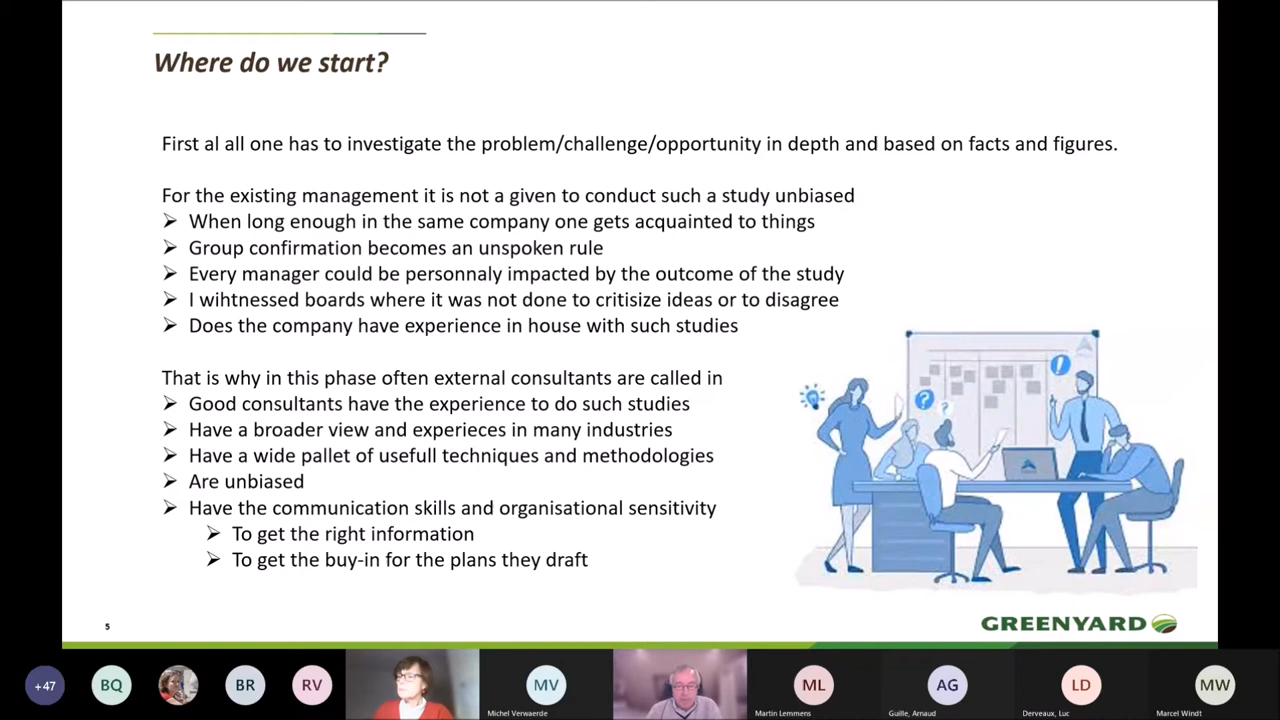 Where do we start?
First al all one has to investigate the problem/challenge/opportunity in depth and based on facts and figures.
For the existing management it is not a given to conduct such a study unbiased
When long enough in the same company one gets acquainted to things
Group confirmation becomes an unspoken rule
Every manager could be personnaly impacted by the outcome of the study
I wihtnessed boards where it was not done to critisize ideas or to disagree
Does the company have experience in house with such studies
That is why in this phase often external consultants are called in
Good consultants have the experience to do such studies
Have a broader view and experieces in many industries
Have a wide pallet of usefull techniques and methodologies
Are unbiased
Have the communication skills and organisational sensitivity
To get the right information
To get the buy-in for the plans they draft
5
GREENYARD
+47
BQ
BR
RV
MV
ML
AG
LD
MW
Michel Verwaerde
Martin Lemmens
Guille, Arnaud
Derveaux, Luc
Marcel Windt